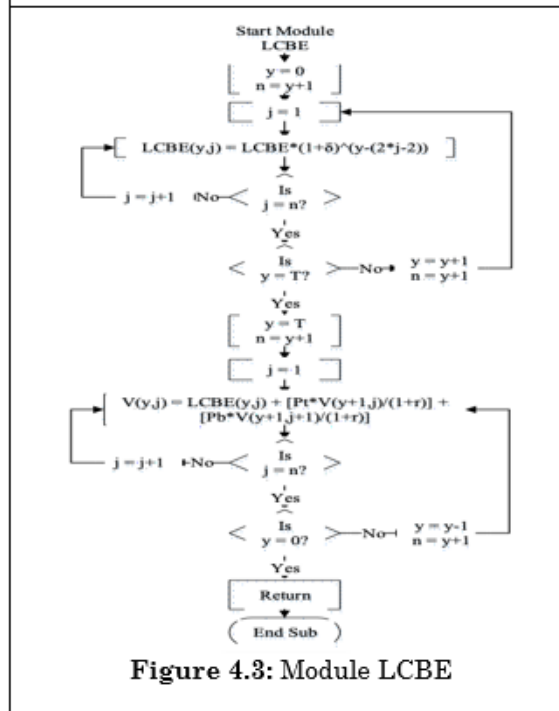 Start Module
LCBE
y = 0
n = y+1
j = 1
LCBE(y,j) = LCBE*(1+δ)^(y-(2*j-2))
Is
j = n?
No
j = j+1
Yes
Is
y = T?
No
y = y+1
n = y+1
Yes
y = T
n = y+1
j = 1
V(y,j) = LCBE(y,j) + [Pt*V(y+1,j)/(1+r)] +
[Pb*V(y+1,j+1)/(1+r)]
Is
j = n?
No
j = j+1
Yes
Is
y = 0?
No
y = y-1
n = y+1
Yes
Return
End Sub
Figure 4.3: Module LCBE